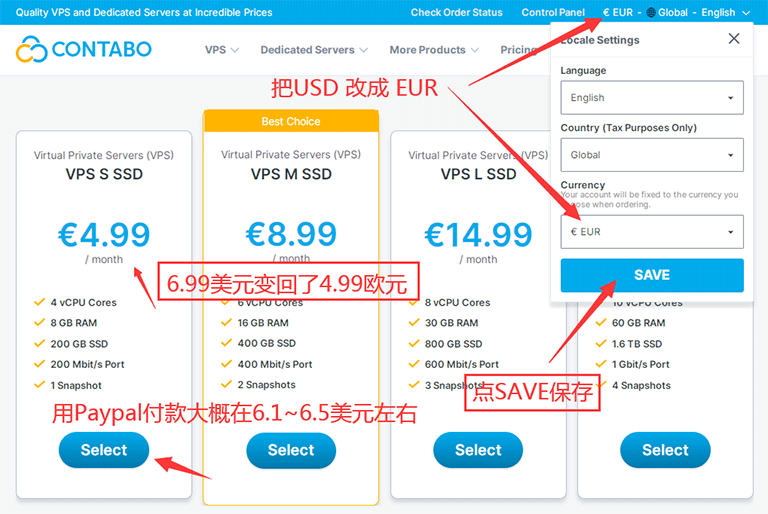 Quality VPS and Dedicated Servers at Incredible Prices
Check Order Status
Control Panel
€ EUR - Global - English
CONTABO
VPS
Dedicated Servers
More Products
Pricing
Locale Settings
Language
English
Country (Tax Purposes Only)
Global
Currency
Your account will be fixed to the currency you
when ordering.
€ EUR
SAVE
把USD 改成 EUR
Virtual Private Servers (VPS)
VPS S SSD
€4.99
/ month
4 vCPU Cores
8 GB RAM
200 GB SSD
200 Mbit/s Port
1 Snapshot
Select
Best Choice
Virtual Private Servers (VPS)
VPS M SSD
€8.99
/ month
6 vCPU Cores
16 GB RAM
400 GB SSD
400 Mbit/s Port
2 Snapshots
Select
Virtual Private Servers (VPS)
VPS L SSD
€14.99
/ month
8 vCPU Cores
30 GB RAM
800 GB SSD
600 Mbit/s Port
3 Snapshots
Select
10 vCPU Cores
60 GB RAM
1.6 TB SSD
1 Gbit/s Port
4 Snapshots
Select
6.99美元变回了4.99欧元
点SAVE保存
用Paypal付款大概在6.1~6.5美元左右